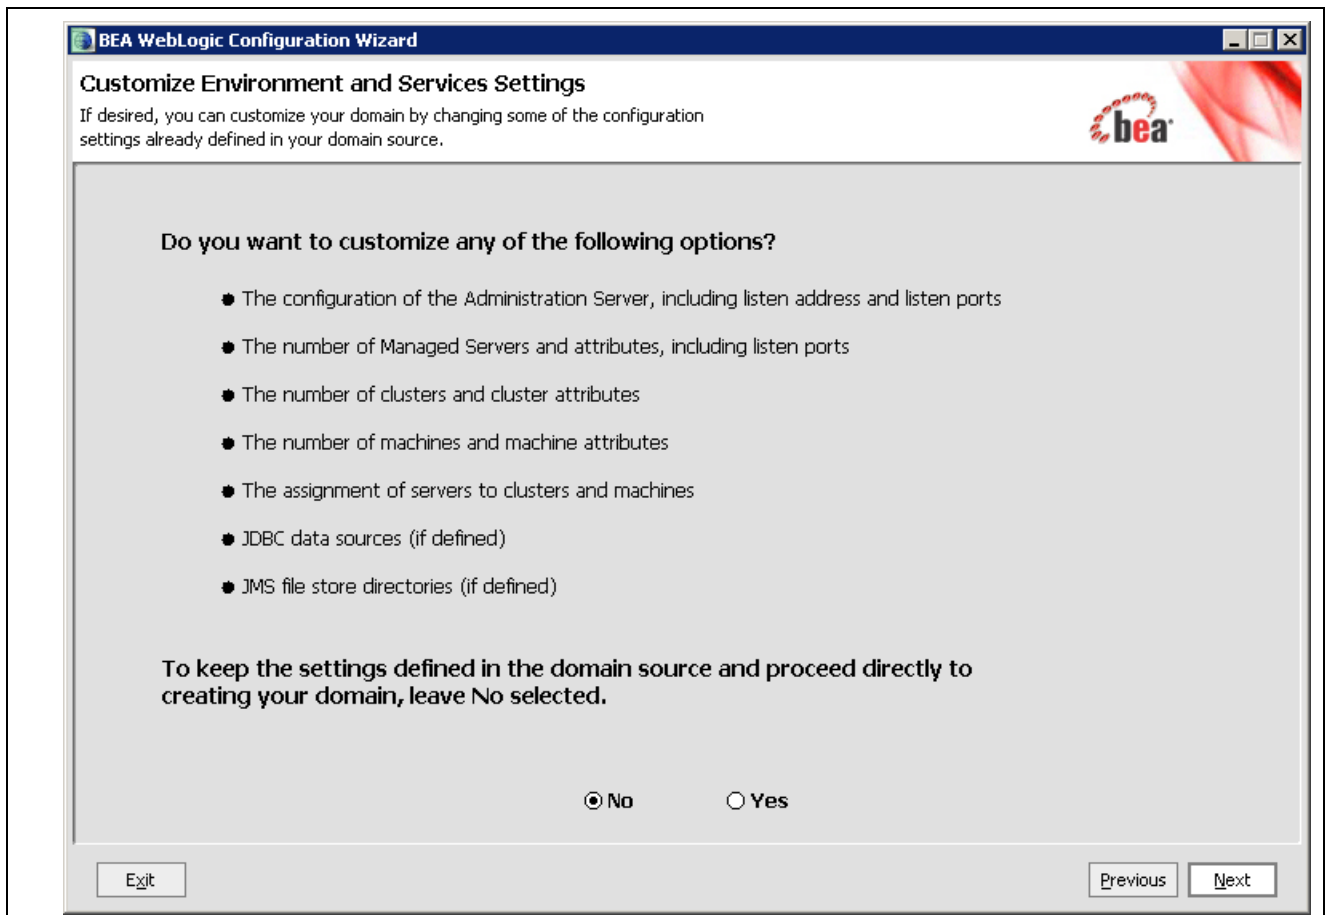 BEA WebLogic Configuration Wizard
Customize Environment and Services Settings
If desired, you can customize your domain by changing some of the configuration
settings already defined in your domain source.
bea
Do you want to customize any of the following options?
The configuration of the Administration Server, including listen address and listen ports
The number of Managed Servers and attributes, including listen ports
The number of clusters and cluster attributes
The number of machines and machine attributes
The assignment of servers to clusters and machines
JDBC data sources (if defined)
JMS file store directories (if defined)
To keep the settings defined in the domain source and proceed directly to
creating your domain, leave No selected.
No Yes
Exit Previous Next